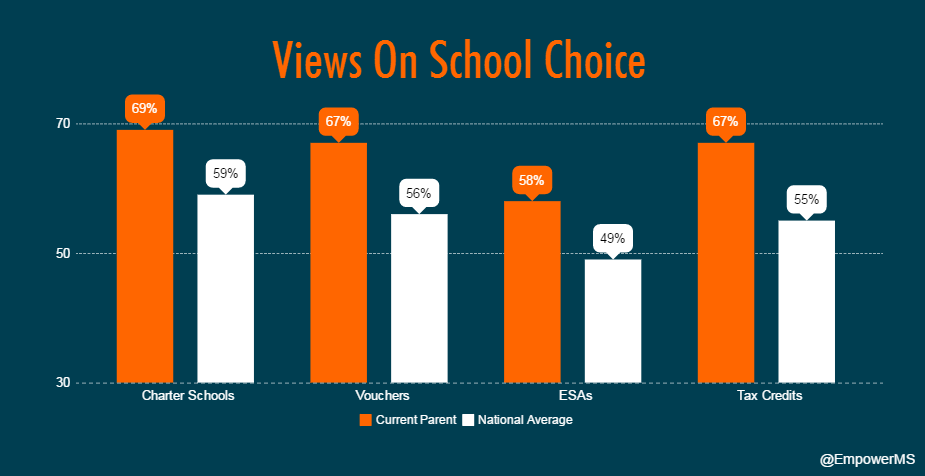 Views On School Choice
69%
67%
67%
70
59%
58%
56%
55%
49%
50
30
Charter Schools Vouchers ESAs Tax Credits
Current Parent National Average
@EmpowerMS